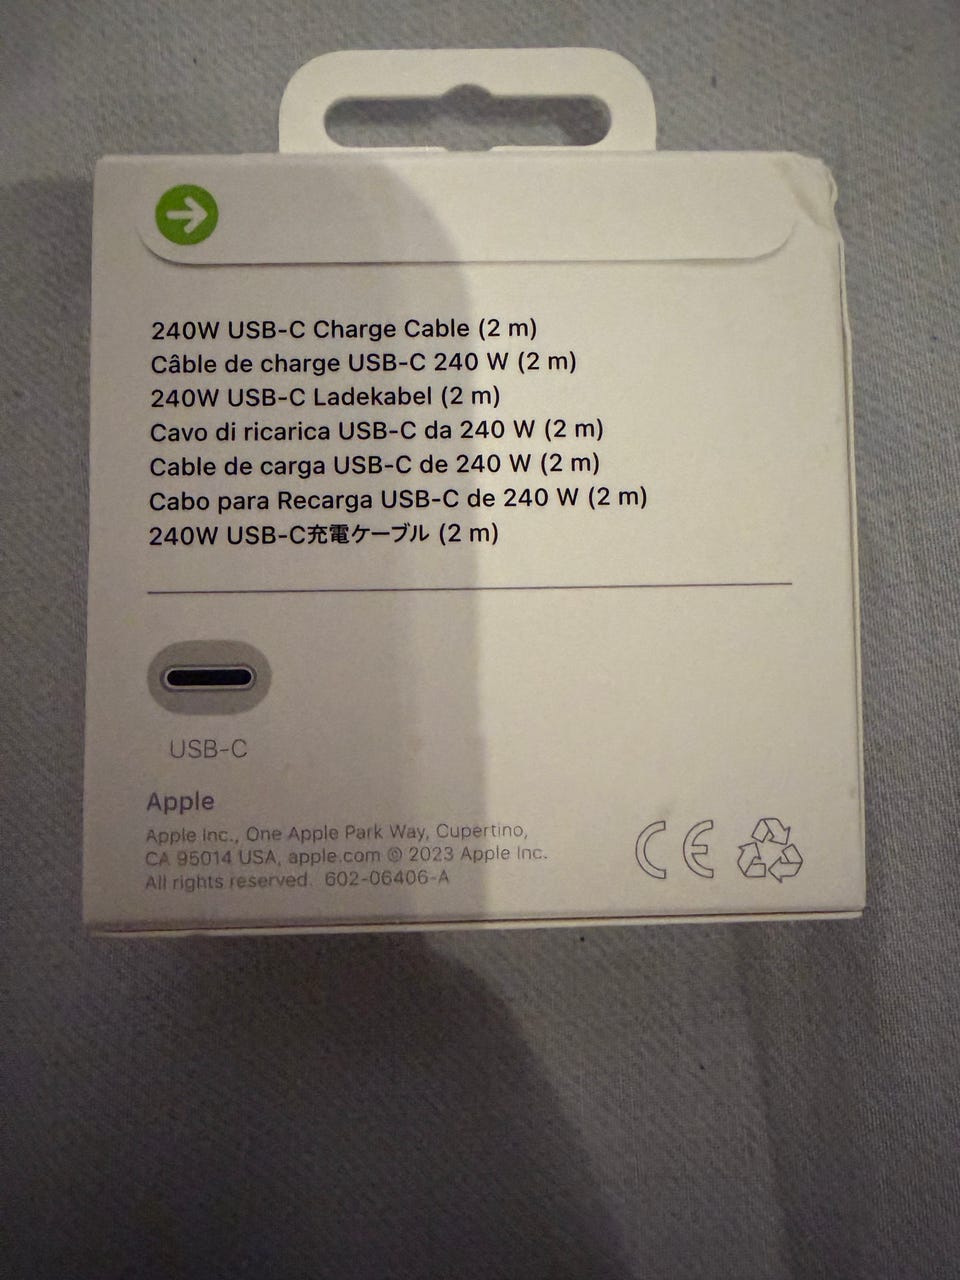 240W USB-C Charge Cable (2 m)
Câble de charge USB-C 240 W (2 m)
240W USB-C Ladekabel (2 m)
Cavo di ricarica USB-C da 240 W (2 m)
Cable de carga USB-C de 240 W (2 m)
Cabo para Recarga USB-C de 240 W (2 m)
240W USB-C充電ケーブル (2 m)
USB-C
Apple
Apple Inc., One Apple Park Way, Cupertino,
CA 95014 USA, apple.com © 2023 Apple Inc.
All rights reserved. 602-06406-A
CE